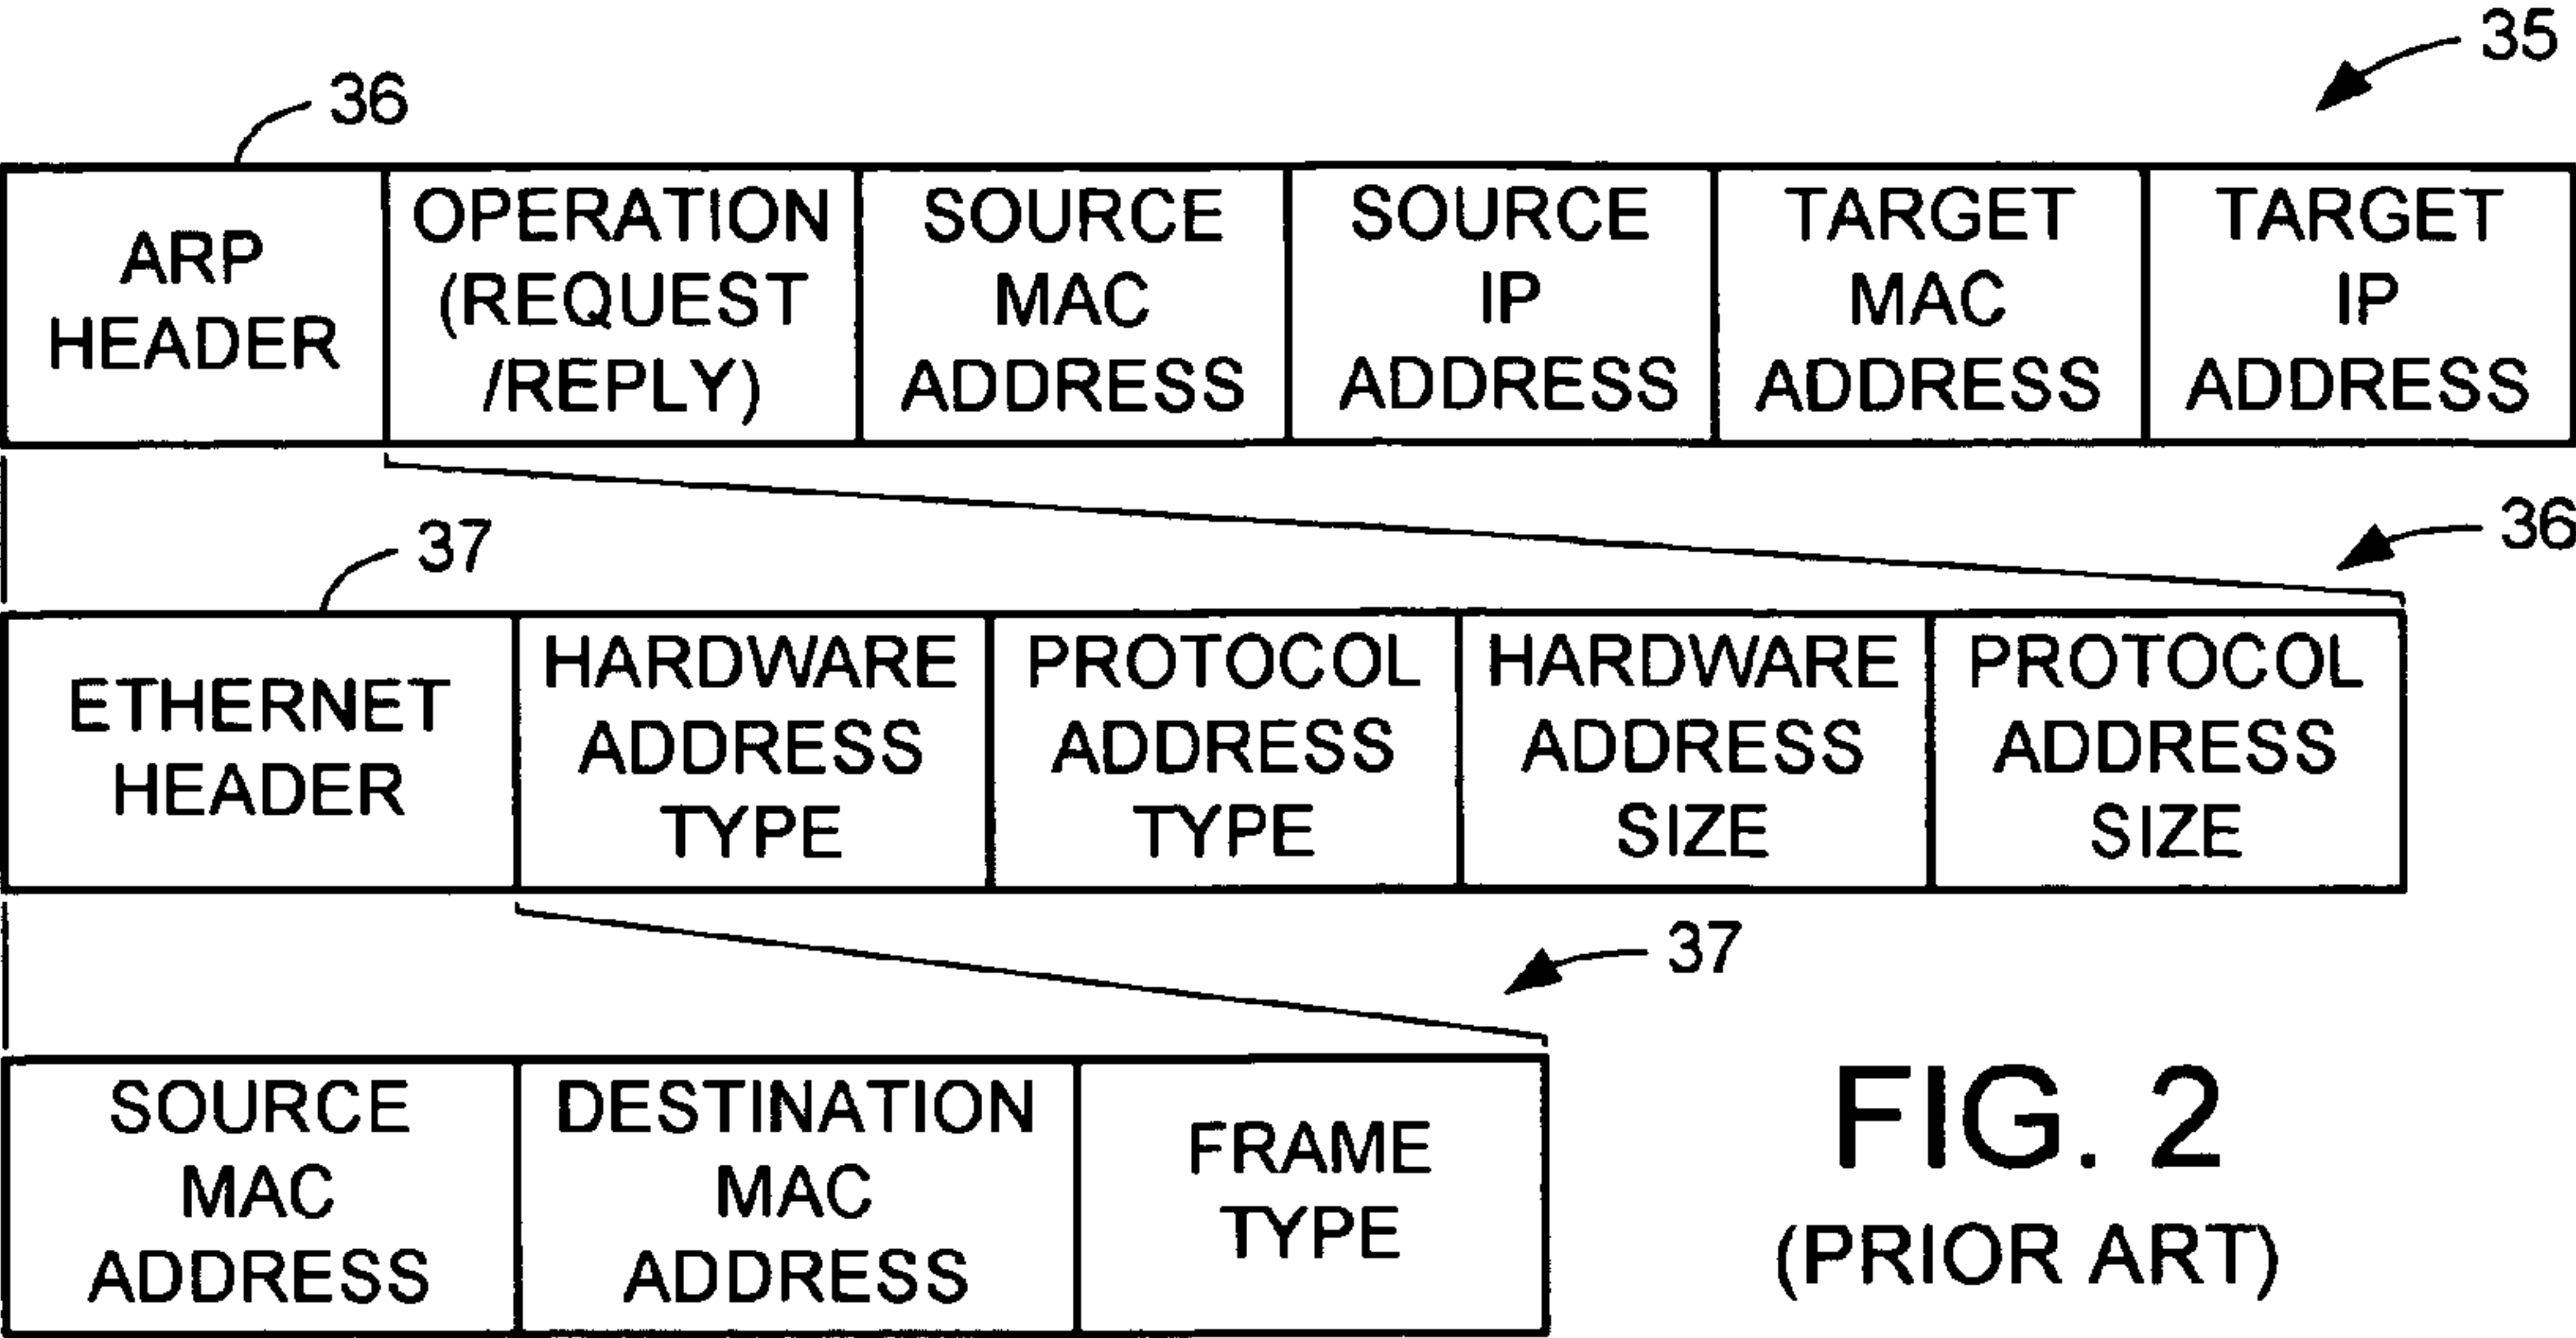 35
36
ARP
HEADER
OPERATION
(REQUEST
/REPLY)
SOURCE
MAC
ADDRESS
SOURCE
IP
ADDRESS
TARGET
MAC
ADDRESS
TARGET
IP
ADDRESS
36
37
ETHERNET
HEADER
HARDWARE
ADDRESS
TYPE
PROTOCOL
ADDRESS
TYPE
HARDWARE
ADDRESS
SIZE
PROTOCOL
ADDRESS
SIZE
37
SOURCE
MAC
ADDRESS
DESTINATION
MAC
ADDRESS
FRAME
TYPE
FIG. 2
(PRIOR ART)